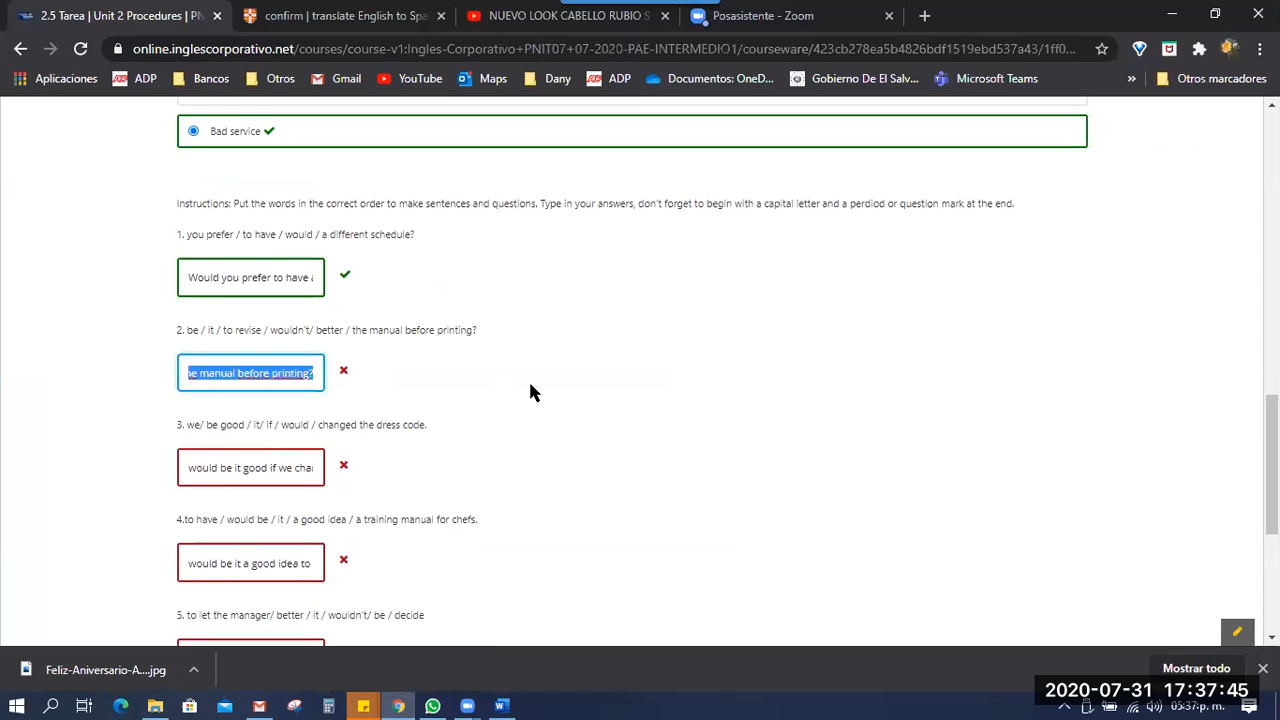 2.5 Tarea | Unit 2 Procedures | P
confirm | translate English to Spa
NUEVO LOOK CABELLO RUBIO S
Posasistente - Zoom
online.inglescorporativo.net/courses/course-v1:Ingles-Corporativo+PNIT07+07-2020-PAE-INTERMEDIO1/courseware/423cb278ea5b4826bdf1519ebd537a43/1ff0...
Aplicaciones
ADP
Bancos
Otros
Gmail
YouTube
Maps
Dany
ADP
Documentos: OneD...
Gobierno De El Salv...
Microsoft Teams
»
Otros marcadores
Bad service
Instructions: Put the words in the correct order to make sentences and questions. Type in your answers, don't forget to begin with a capital letter and a perdiod or question mark at the end.
1. you prefer / to have / would / a different schedule?
Would you prefer to have a
2. be / it / to revise / wouldn't/ better / the manual before printing?
he manual before printing?
3. we/ be good / it/ if / would / changed the dress code.
would be it good if we cha
4.to have / would be / it / a good idea / a training manual for chefs.
would be it a good idea to
5. to let the manager/ better / it / wouldn't/ be / decide
Feliz-Aniversario-A....jpg
Mostrar todo
2020-07-31 17:37:45
05:37 p. m.